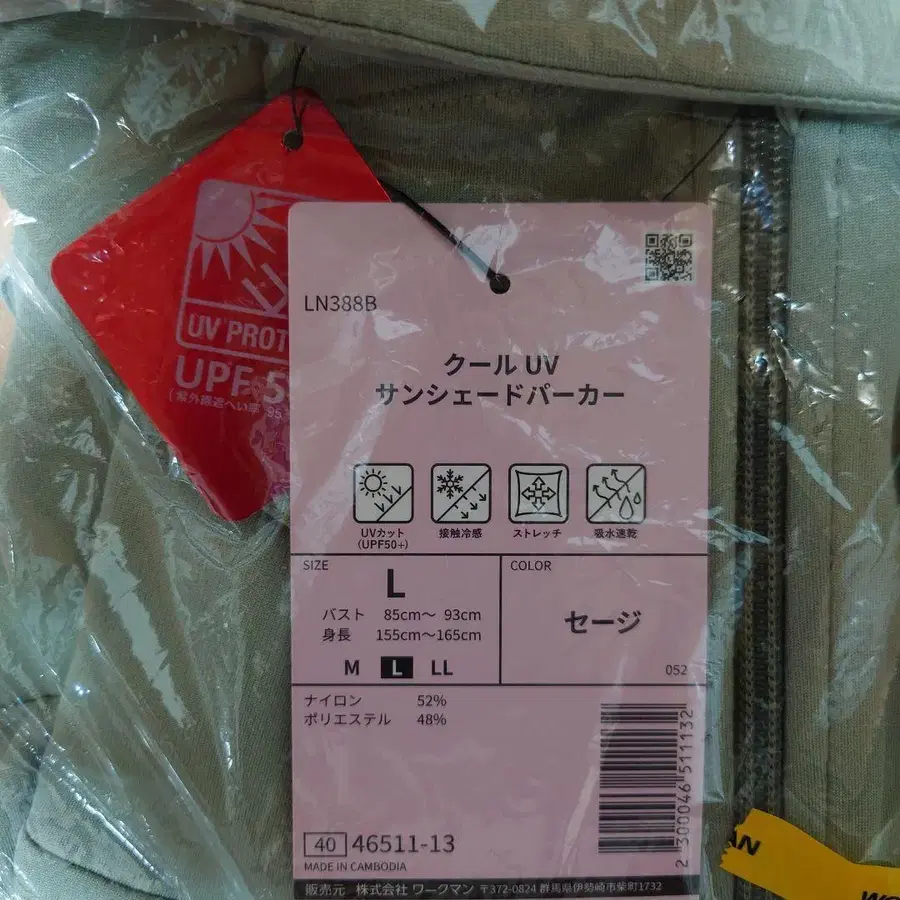 UV PROT
UPF 5
LN388B
クール UV
サンシェードパーカー
UVカット
(UPF50+)
接触冷感
ストレッチ
吸水速乾
SIZE
L
バスト 85cm〜 93cm
身長 155cm〜165cm
M L LL
COLOR
セージ
052
ナイロン 52%
ポリエステル 48%
2300046511132
40 46511-13
MADE IN CAMBODIA
販売元 株式会社 ワークマン 〒372-0824 群馬県伊勢崎市柴町1732
AN